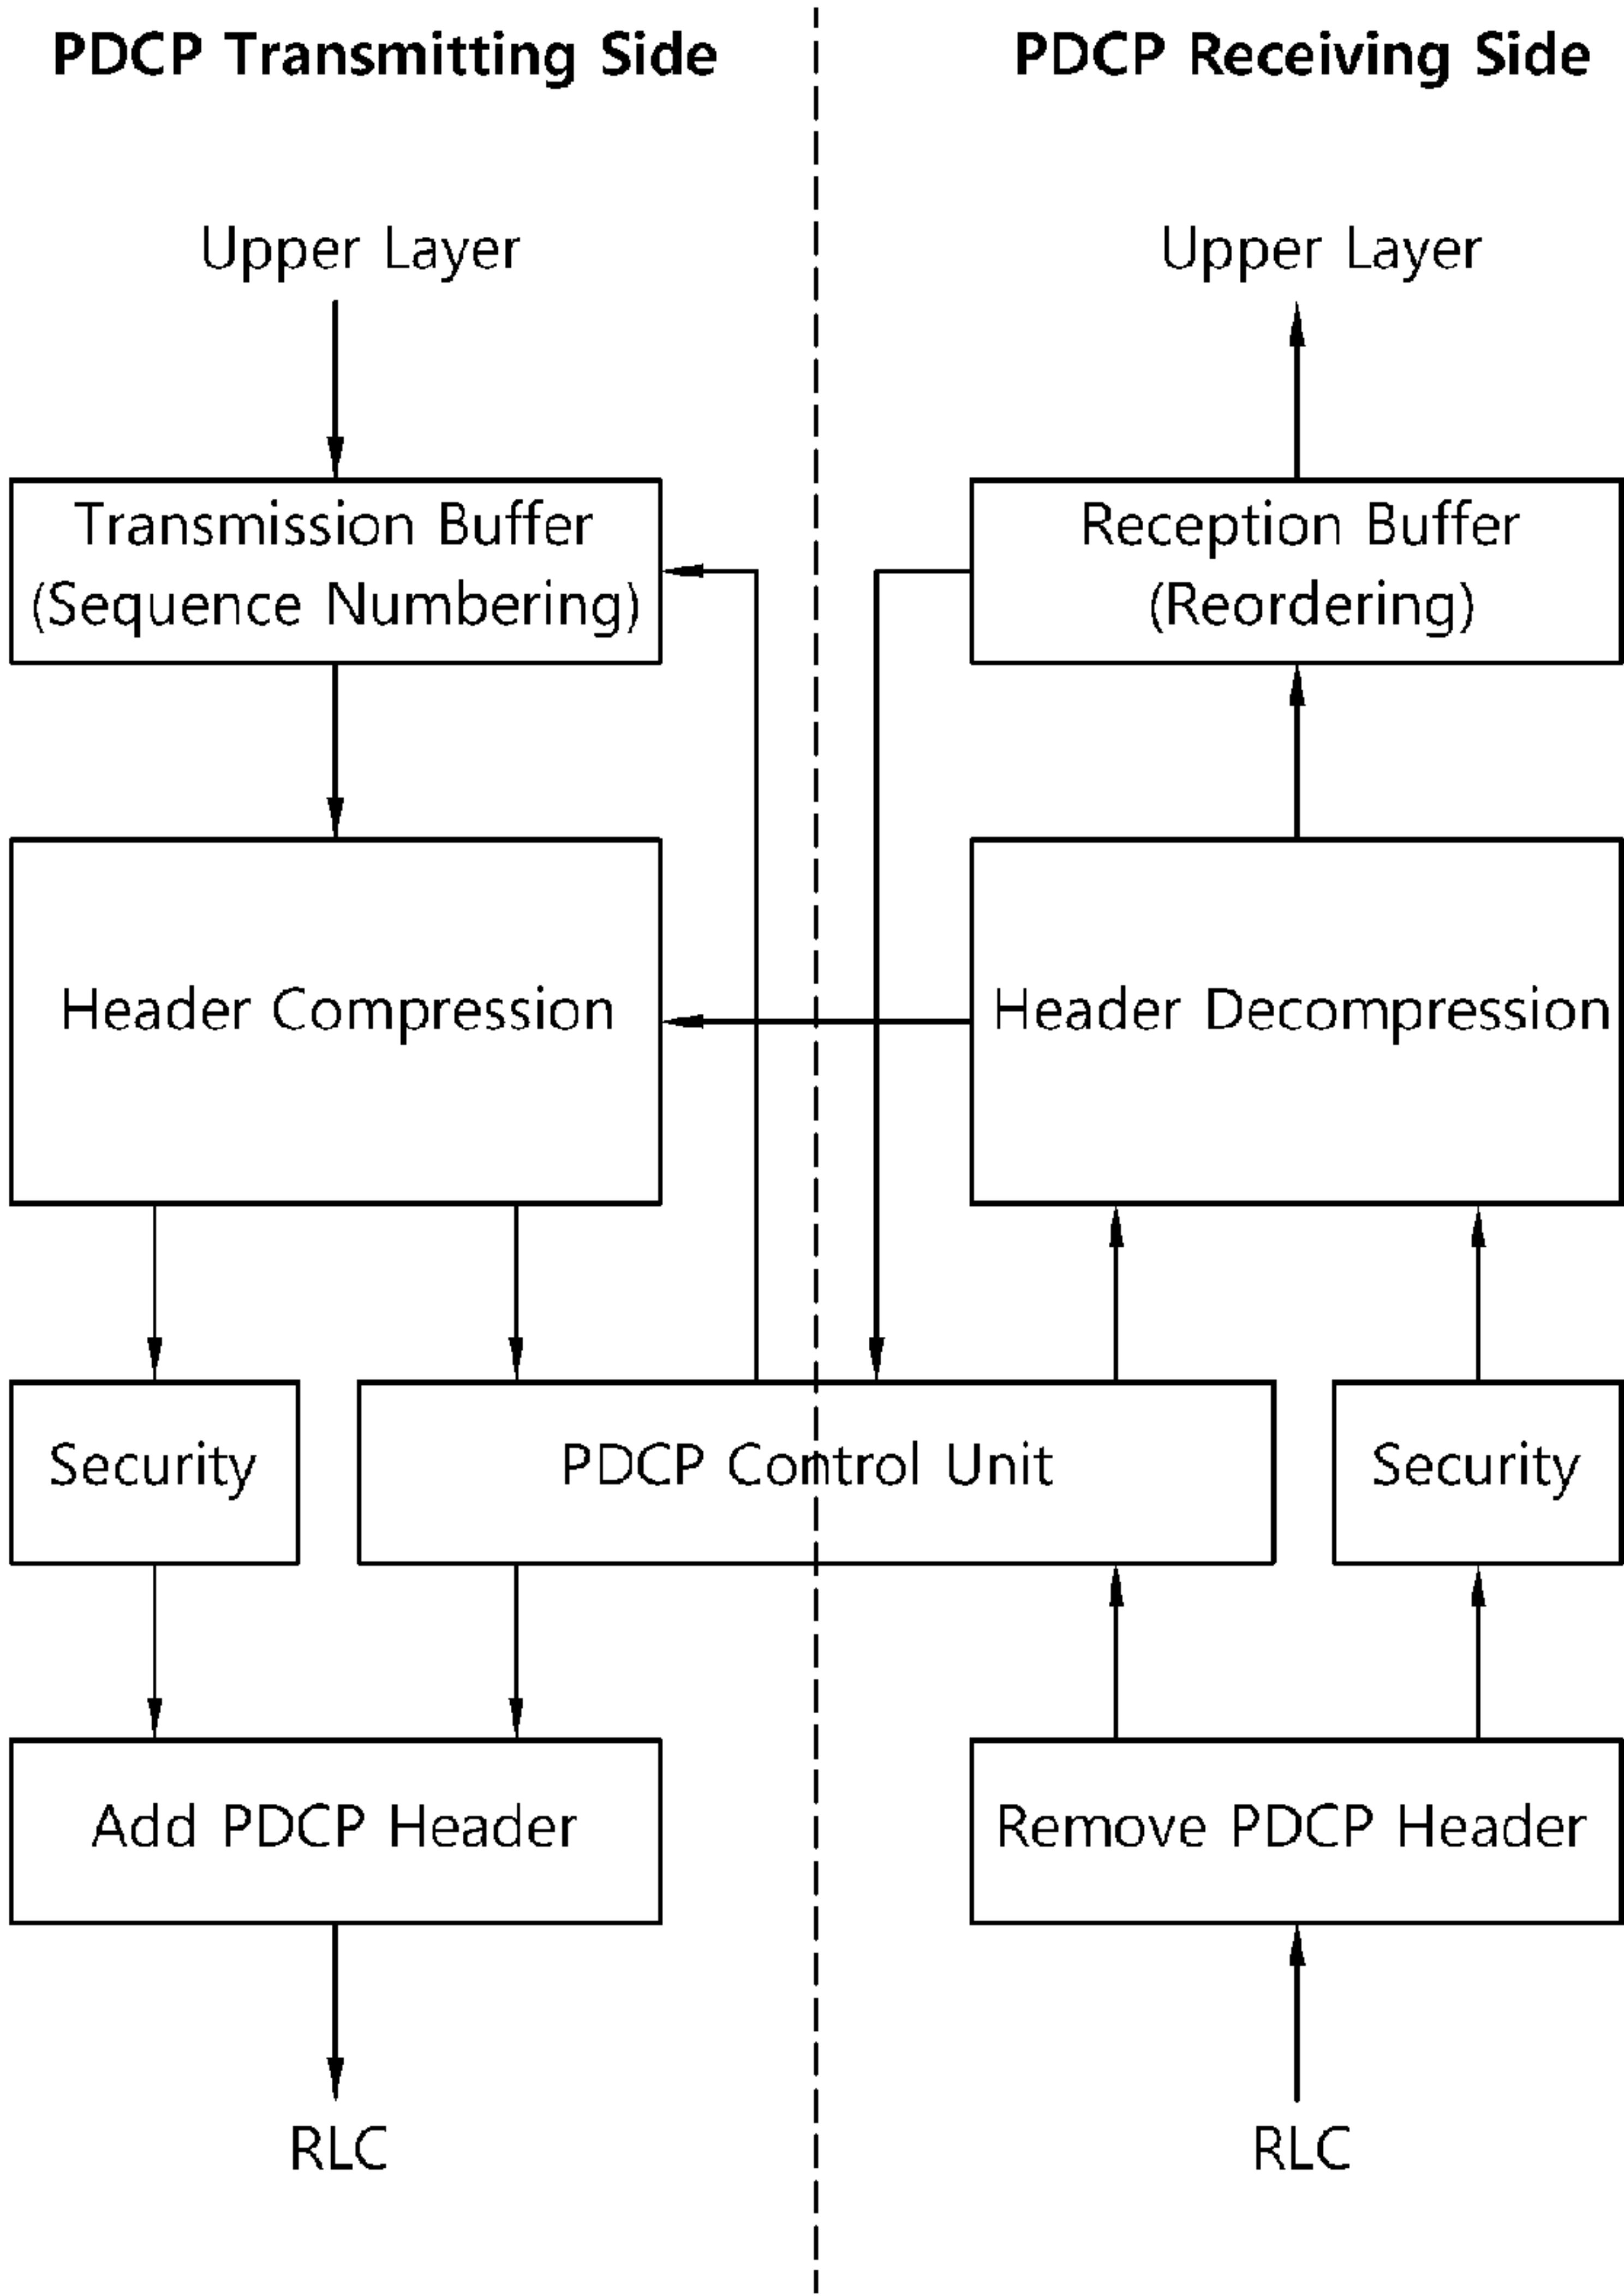 PDCP Transmitting Side
PDCP Receiving Side
Upper Layer
Upper Layer
Transmission Buffer
(Sequence Numbering)
Reception Buffer
(Reordering)
Header Compression
Header Decompression
Security
PDCP Control Unit
Security
Add PDCP Header
Remove PDCP Header
RLC
RLC